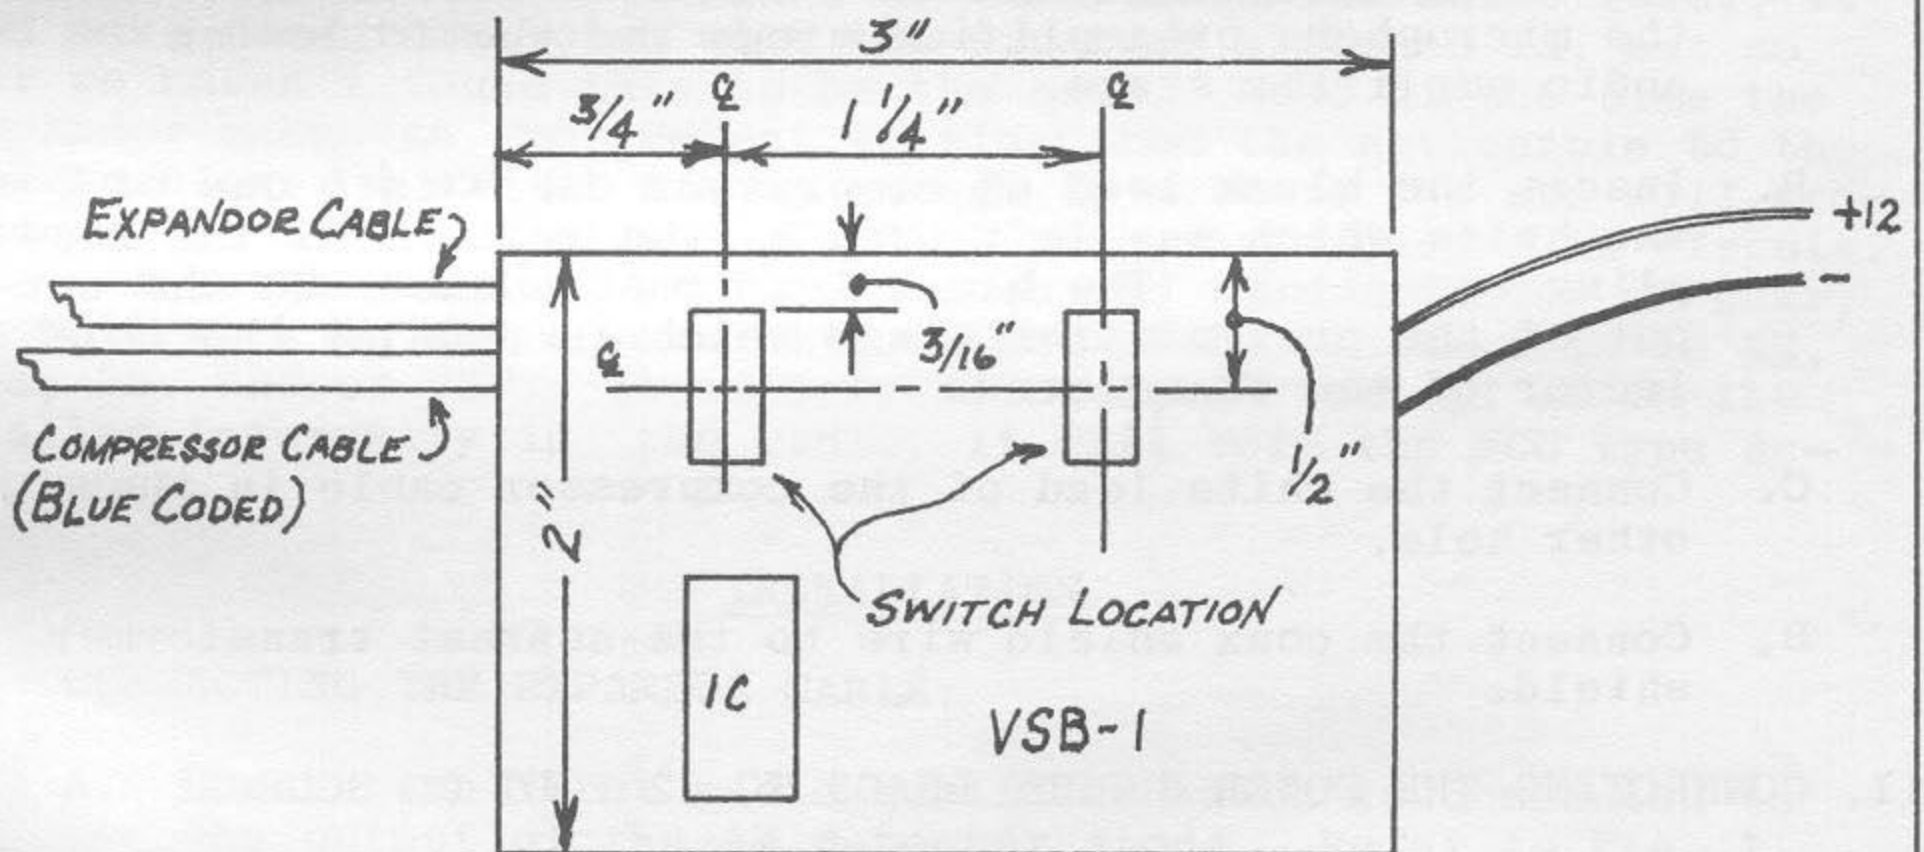 3"
3/4"
℄
1 1/4"
℄
EXPANDOR CABLE
+12
-
3/16"
℄
COMPRESSOR CABLE
(BLUE CODED)
1/2"
2"
SWITCH LOCATION
IC
VSB-1